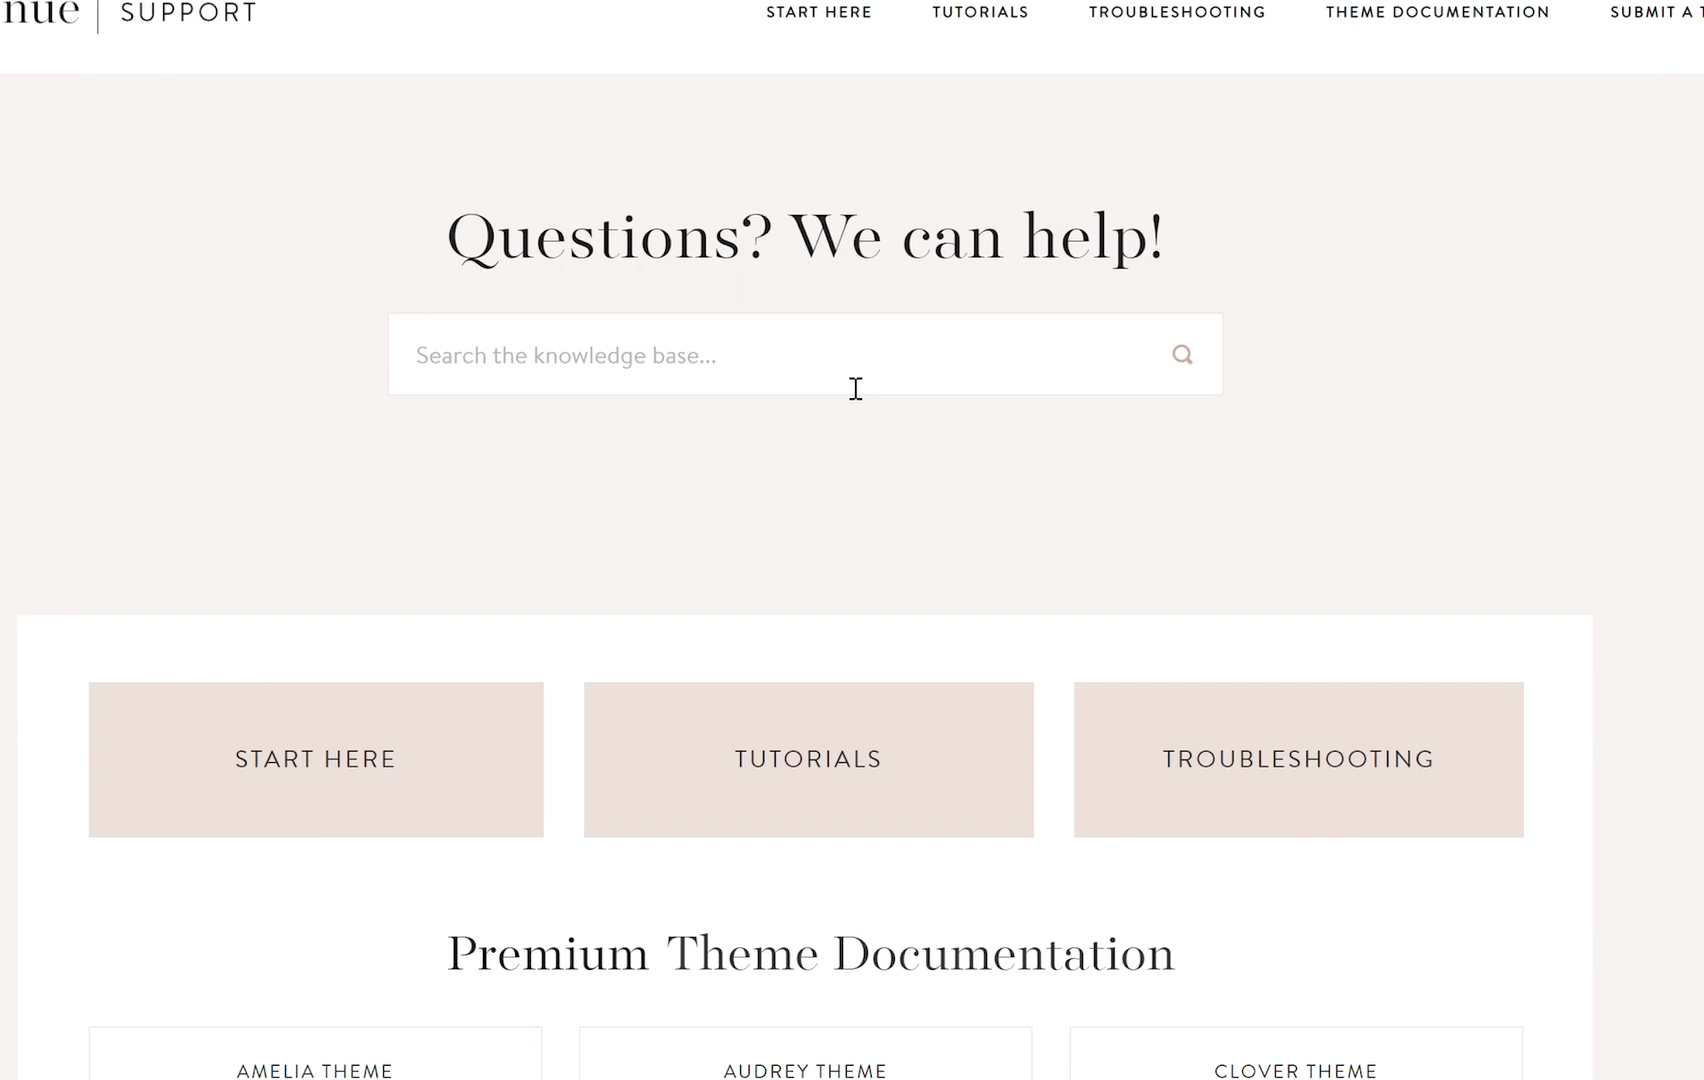 nue | SUPPORT
START HERE
TUTORIALS
TROUBLESHOOTING
THEME DOCUMENTATION
SUBMIT A
Questions? We can help!
Search the knowledge base...
START HERE
TUTORIALS
TROUBLESHOOTING
Premium Theme Documentation
AMELIA THEME
AUDREY THEME
CLOVER THEME